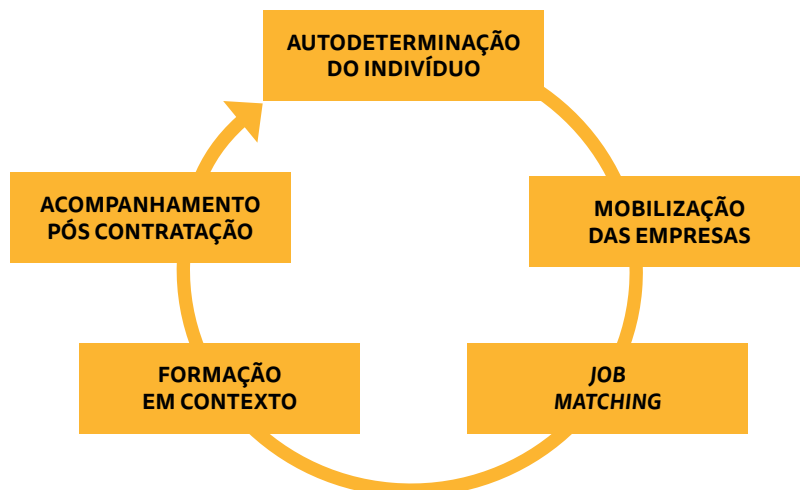 AUTODETERMINAÇÃO
DO INDIVÍDUO
MOBILIZAÇÃO
DAS EMPRESAS
JOB
MATCHING
FORMAÇÃO
EM CONTEXTO
ACOMPANHAMENTO
PÓS CONTRATAÇÃO